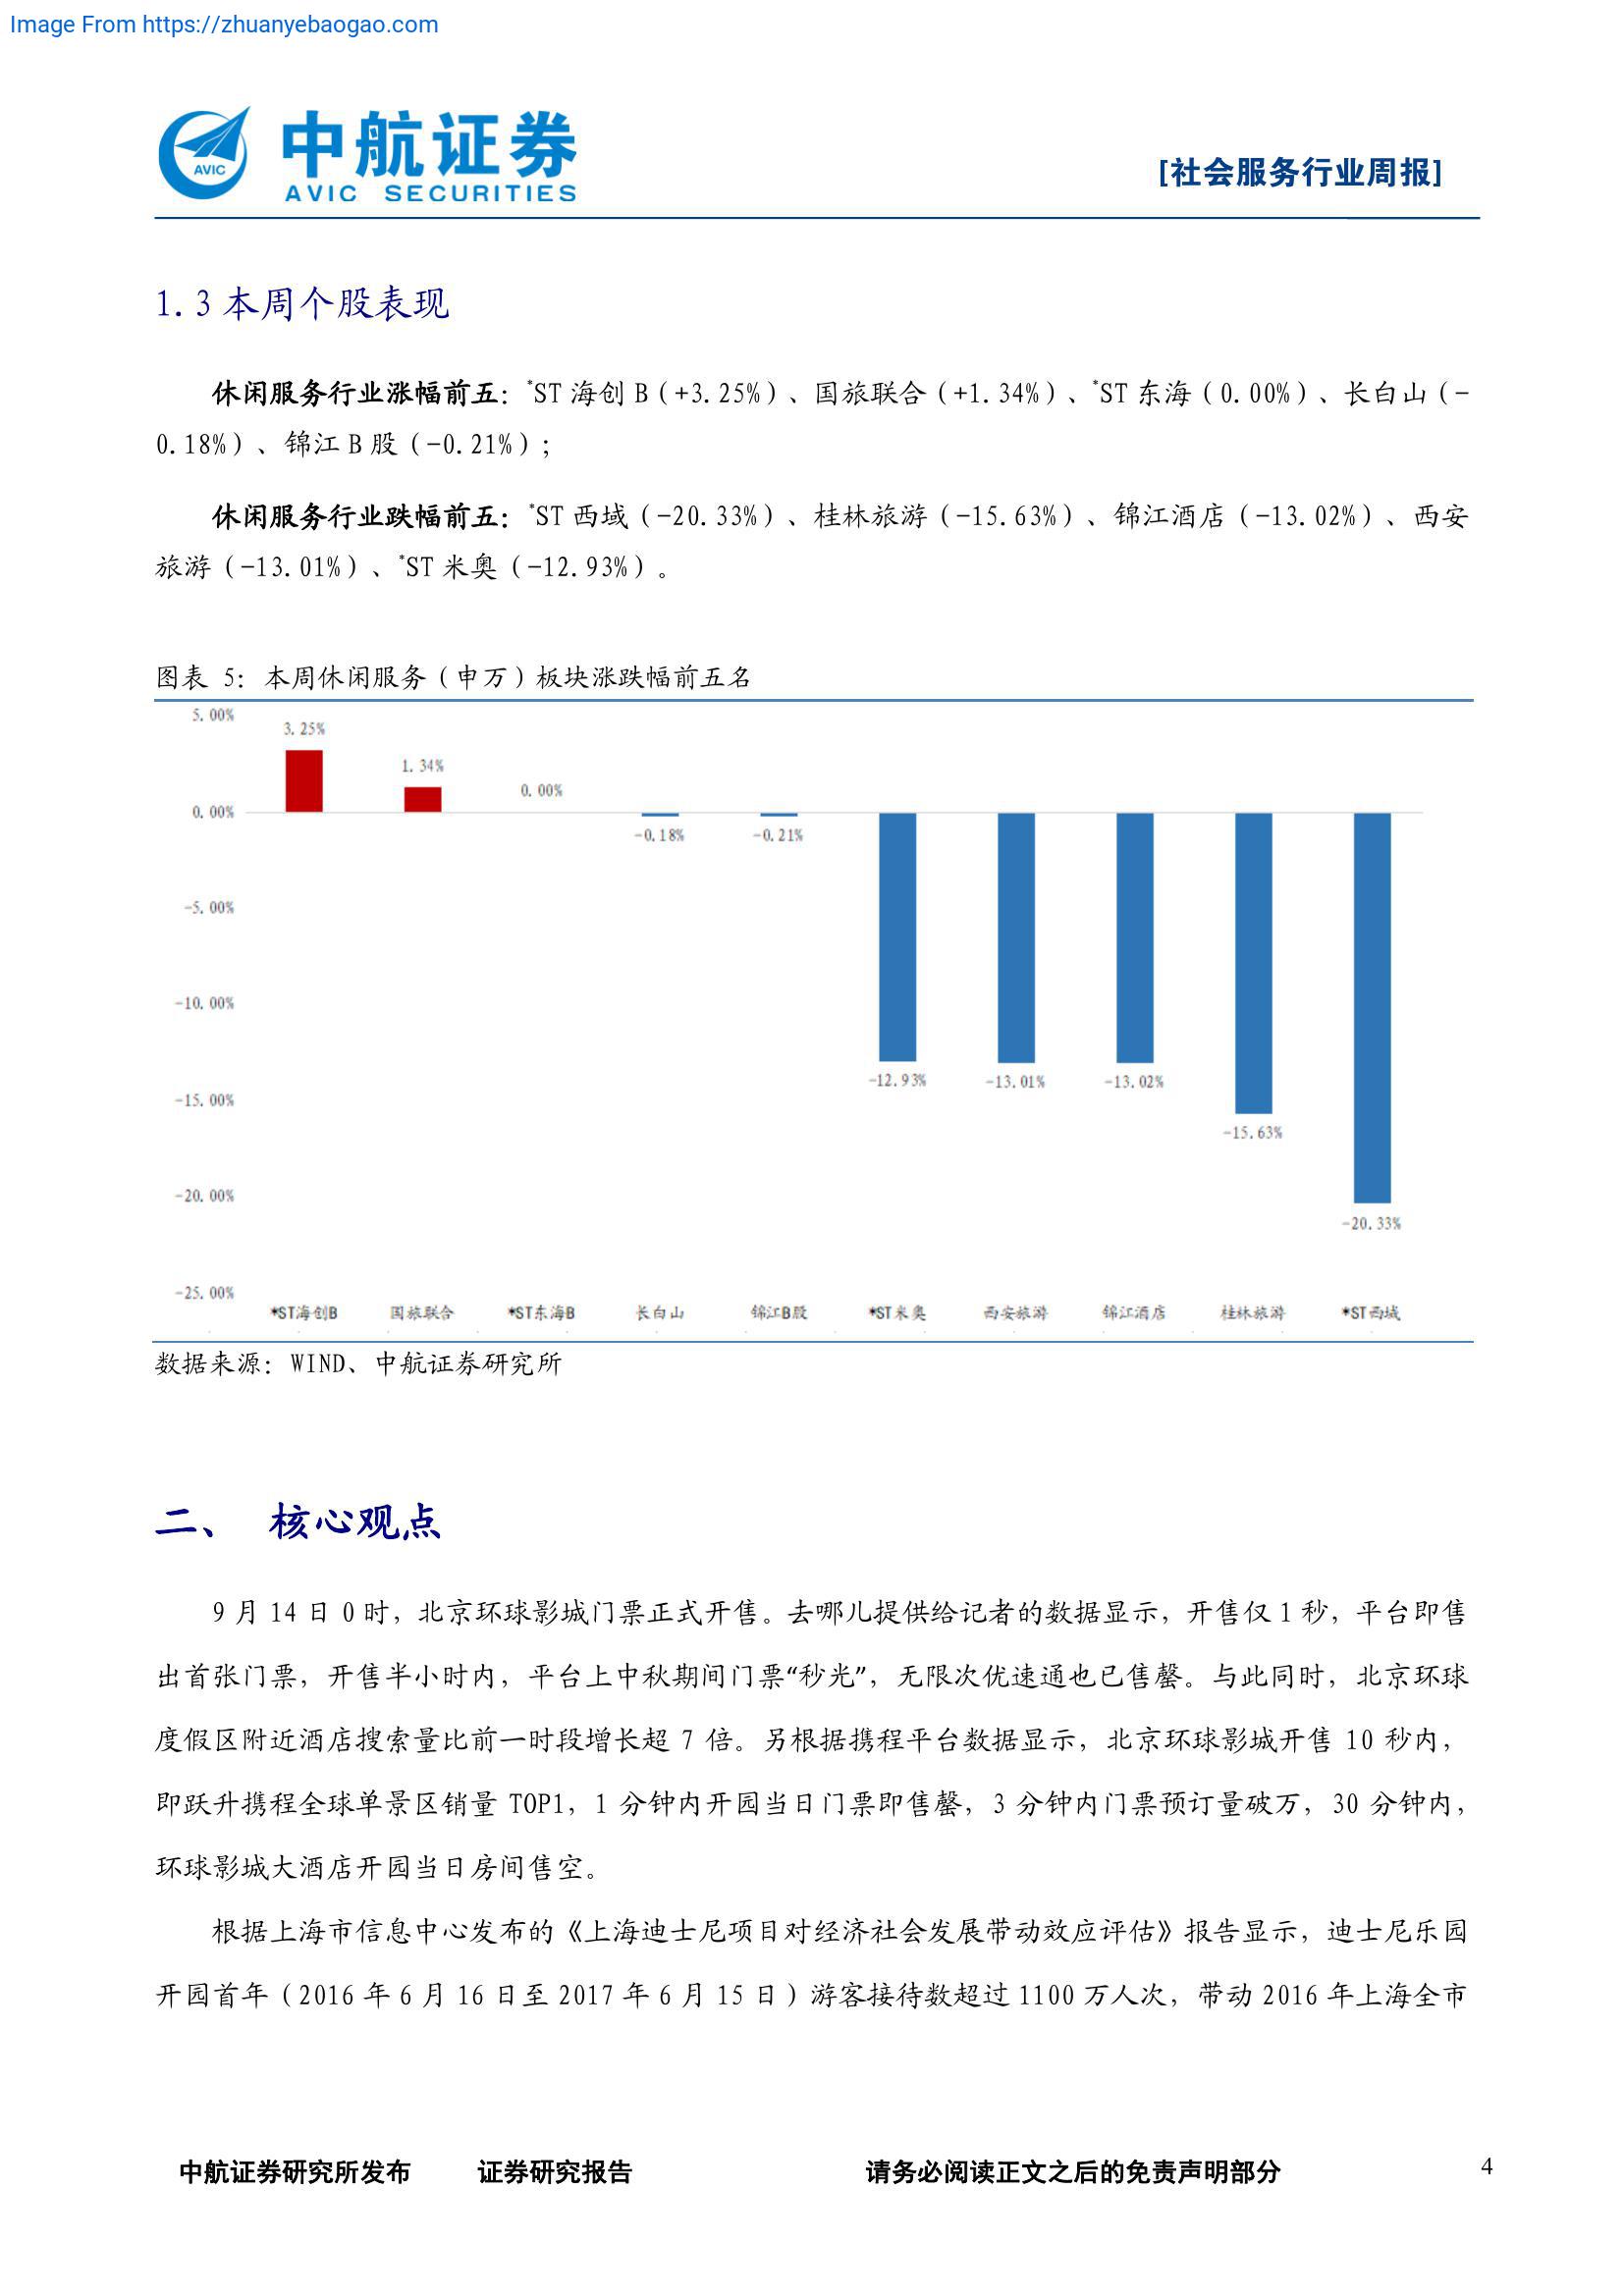 Image From https://zhuanyebaogao.com
中航证券
AVIC SECURITIES
AVIC
[社会服务行业周报]
1.3 本周个股表现
休闲服务行业涨幅前五：*ST 海创 B（+3.25%）、国旅联合（+1.34%）、*ST 东海（0.00%）、长白山（-
0.18%）、锦江 B 股（-0.21%）；
休闲服务行业跌幅前五：*ST 西域（-20.33%）、桂林旅游（-15.63%）、锦江酒店（-13.02%）、西安
旅游（-13.01%）、*ST 米奥（-12.93%）。
图表 5：本周休闲服务（申万）板块涨跌幅前五名
5.00%
0.00%
-5.00%
-10.00%
-15.00%
-20.00%
-25.00%
3.25%
1.34%
0.00%
-0.18%
-0.21%
-12.93%
-13.01%
-13.02%
-15.63%
-20.33%
*ST海创B 国旅联合 *ST东海B 长白山 锦江B股 *ST米奥 西安旅游 锦江酒店 桂林旅游 *ST西域
数据来源：WIND、中航证券研究所
二、 核心观点
9 月 14 日 0 时，北京环球影城门票正式开售。去哪儿提供给记者的数据显示，开售仅 1 秒，平台即售
出首张门票，开售半小时内，平台上中秋期间门票“秒光”，无限次优速通也已售罄。与此同时，北京环球
度假区附近酒店搜索量比前一时段增长超 7 倍。另根据携程平台数据显示，北京环球影城开售 10 秒内，
即跃升携程全球单景区销量 TOP1，1 分钟内开园当日门票即售罄，3 分钟内门票预订量破万，30 分钟内，
环球影城大酒店开园当日房间售空。
根据上海市信息中心发布的《上海迪士尼项目对经济社会发展带动效应评估》报告显示，迪士尼乐园
开园首年（2016 年 6 月 16 日至 2017 年 6 月 15 日）游客接待数超过 1100 万人次，带动 2016 年上海全市
中航证券研究所发布 证券研究报告 请务必阅读正文之后的免责声明部分 4